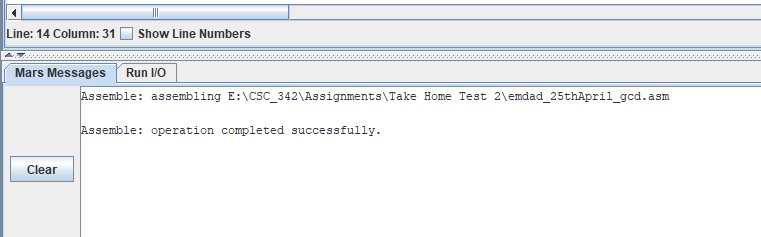 Line: 14 Column: 31 Show Line Numbers
Mars Messages Run I/O
Assemble: assembling E:\CSC_342\Assignments\Take Home Test 2\emdad_25thApril_gcd.asm
Assemble: operation completed successfully.
Clear